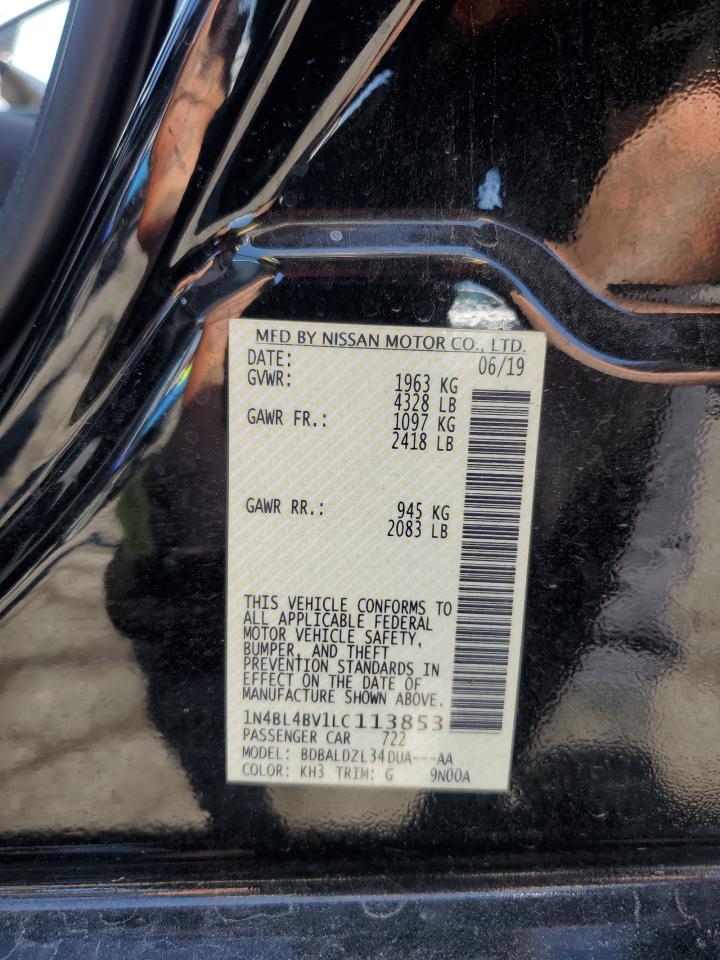 MFD BY NISSAN MOTOR CO., LTD.
DATE: 06/19
GVWR: 1963 KG
4328 LB
GAWR FR.: 1097 KG
2418 LB
GAWR RR.: 945 KG
2083 LB
THIS VEHICLE CONFORMS TO
ALL APPLICABLE FEDERAL
MOTOR VEHICLE SAFETY,
BUMPER, AND THEFT
PREVENTION STANDARDS IN
EFFECT ON THE DATE OF
MANUFACTURE SHOWN ABOVE.
1N4BL4BV1LC113853
PASSENGER CAR 722
MODEL: BDBALDZL34DUA---AA
COLOR: KH3 TRIM: G 9N00A